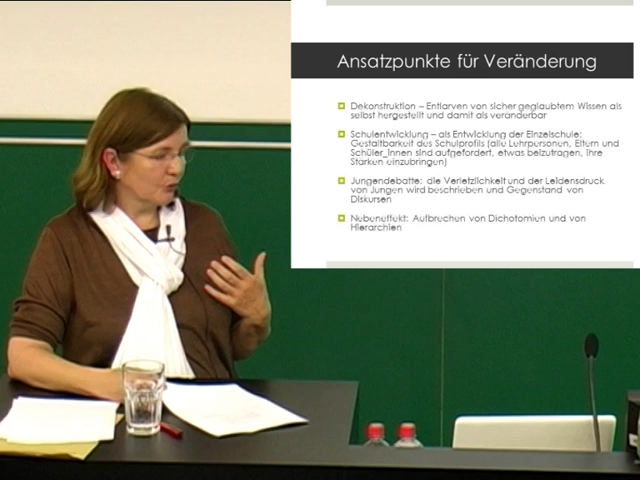 Ansatzpunkte für Veränderung
Dekonstruktion – Entlarven von sicher geglaubtem Wissen als
selbst hergestellt und damit als veränderbar
Schulentwicklung – als Entwicklung der Einzelschule:
Gestaltbarkeit des Schulprofils (alle Lehrpersonen, Eltern und
Schüler_innen sind aufgefordert, etwas beizutragen, ihre
Stärken einzubringen)
Jungendebatte: die Verletzlichkeit und der Leidensdruck
von Jungen wird beschrieben und Gegenstand von
Diskursen
Nebeneffekt: Aufbrechen von Dichotomien und von
Hierarchien